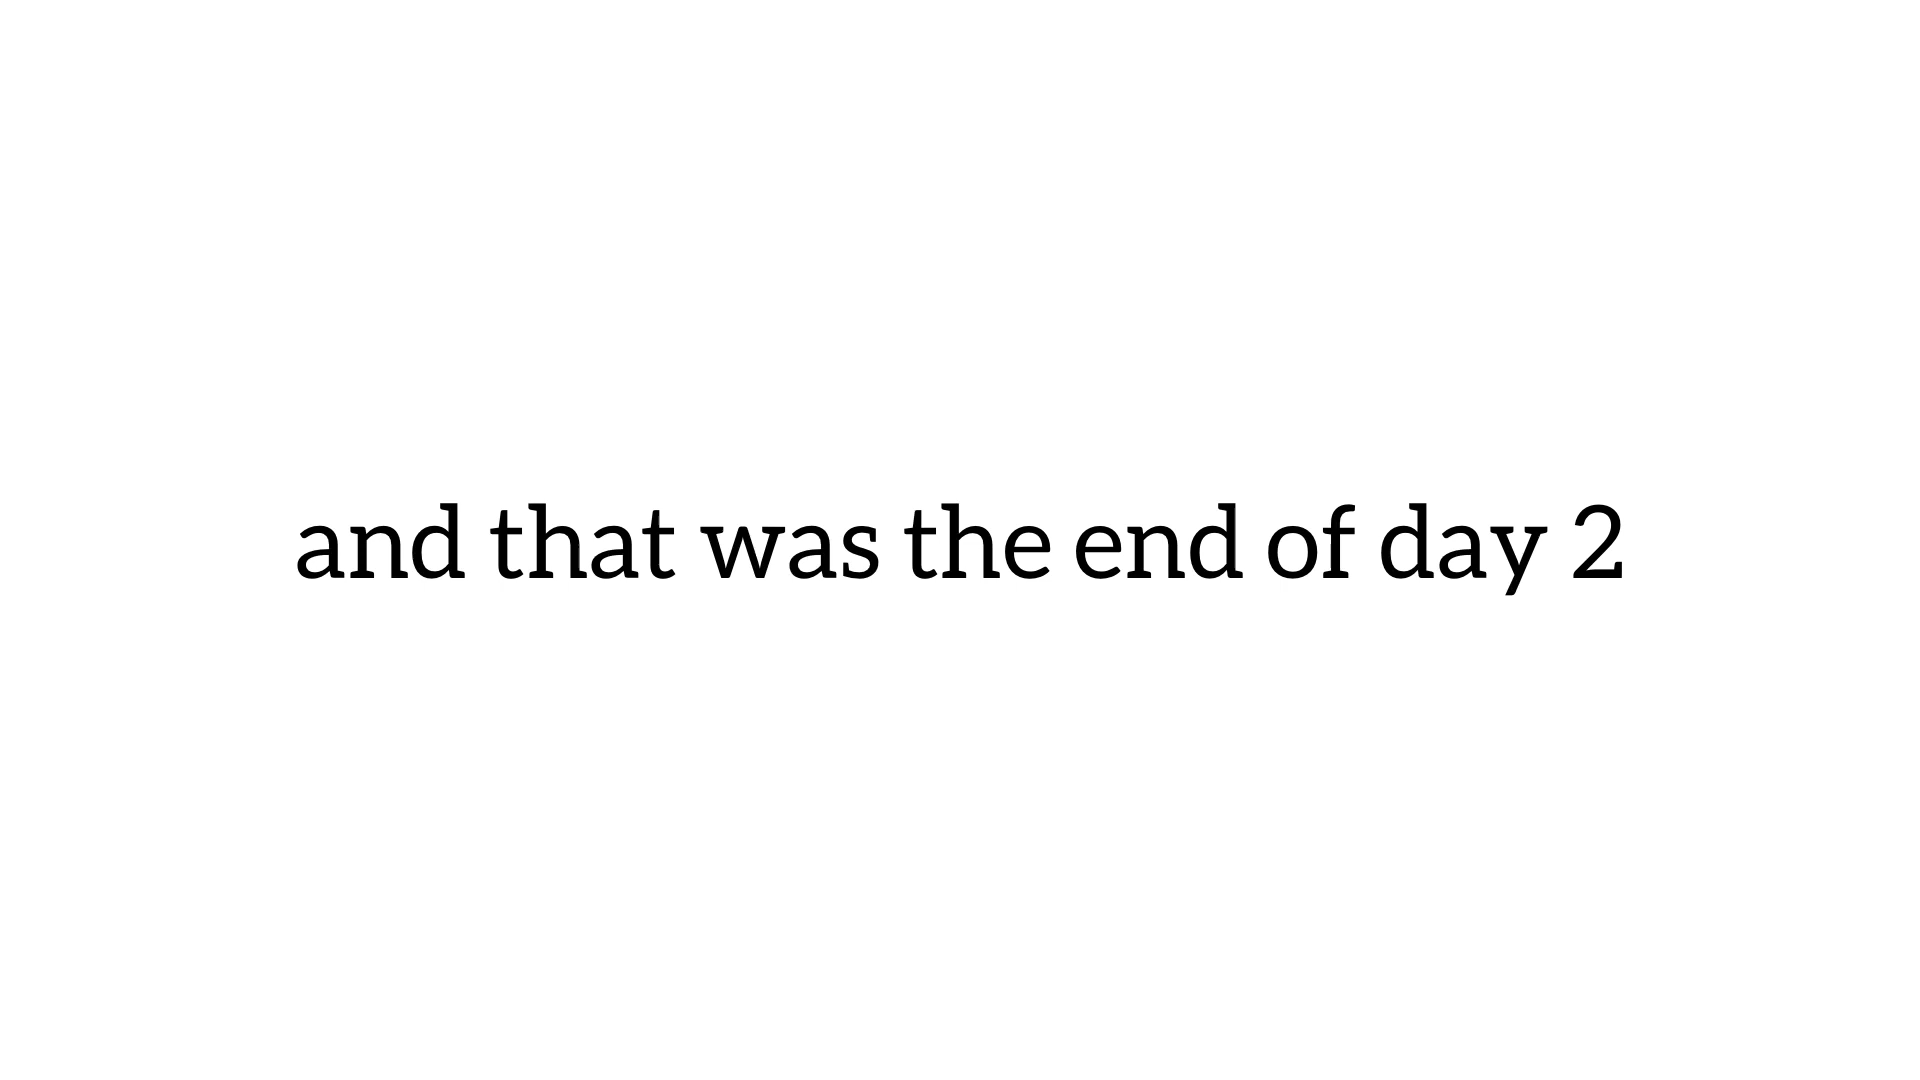 and that was the end of day 2